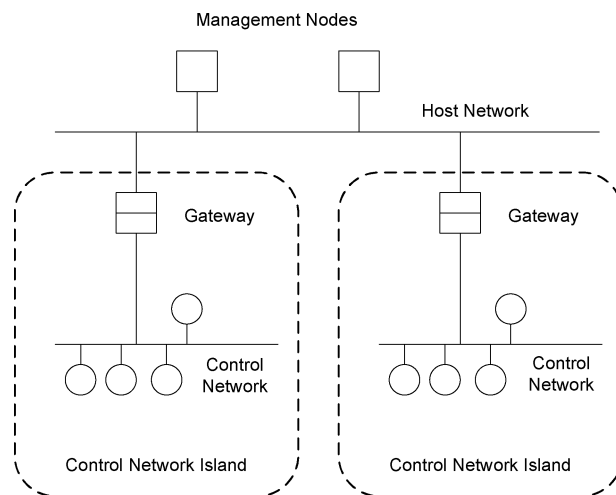 Management Nodes
Host Network
Gateway
Gateway
Control
Network
Control
Network
Control Network Island
Control Network Island